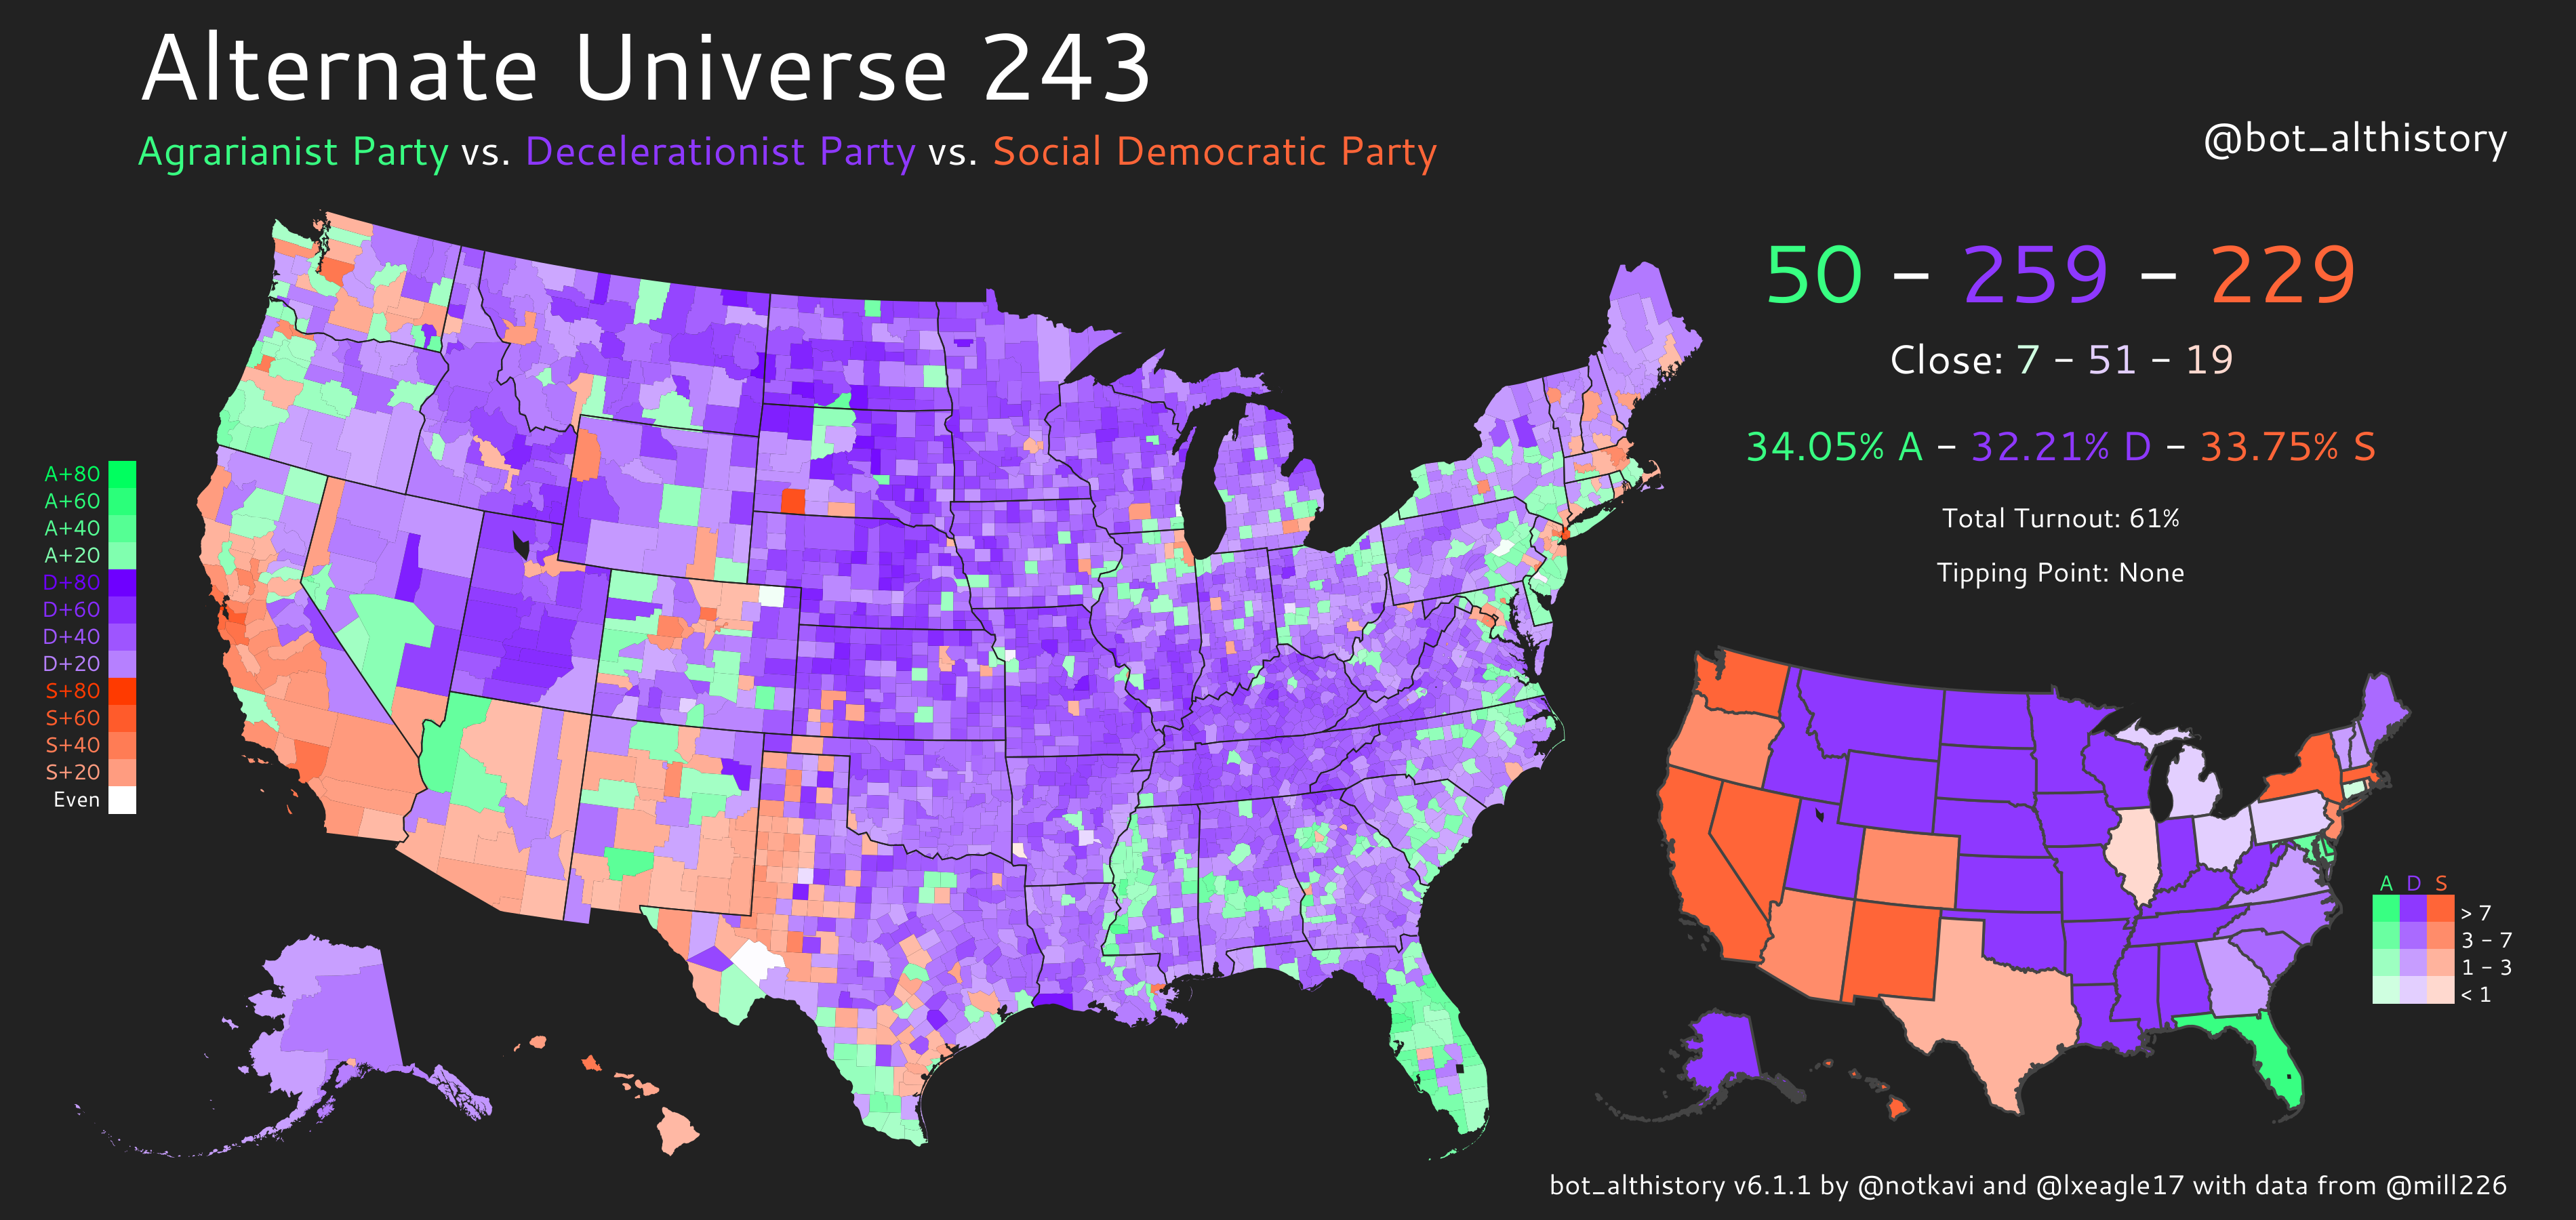 Alternate Universe 243
Agrarianist Party vs. Decelerationist Party vs. Social Democratic Party
@bot_althistory
50 – 259 – 229
Close: 7 – 51 – 19
34.05% A – 32.21% D – 33.75% S
Total Turnout: 61%
Tipping Point: None
A+80
A+60
A+40
A+20
D+80
D+60
D+40
D+20
S+80
S+60
S+40
S+20
Even
A D S
> 7
3 – 7
1 – 3
< 1
bot_althistory v6.1.1 by @notkavi and @lxeagle17 with data from @mill226